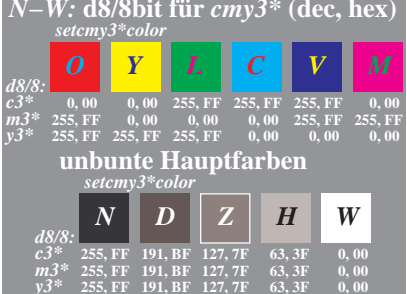 N–W: d8/8bit für cmy3* (dec, hex)
setcmy3*color
O Y L C V M
d8/8:
c3* 0, 00 0, 00 255, FF 255, FF 255, FF 0, 00
m3* 255, FF 0, 00 0, 00 0, 00 255, FF 255, FF
y3* 255, FF 255, FF 255, FF 0, 00 0, 00 0, 00
unbunte Hauptfarben
setcmy3*color
N D Z H W
d8/8:
c3* 255, FF 191, BF 127, 7F 63, 3F 0, 00
m3* 255, FF 191, BF 127, 7F 63, 3F 0, 00
y3* 255, FF 191, BF 127, 7F 63, 3F 0, 00